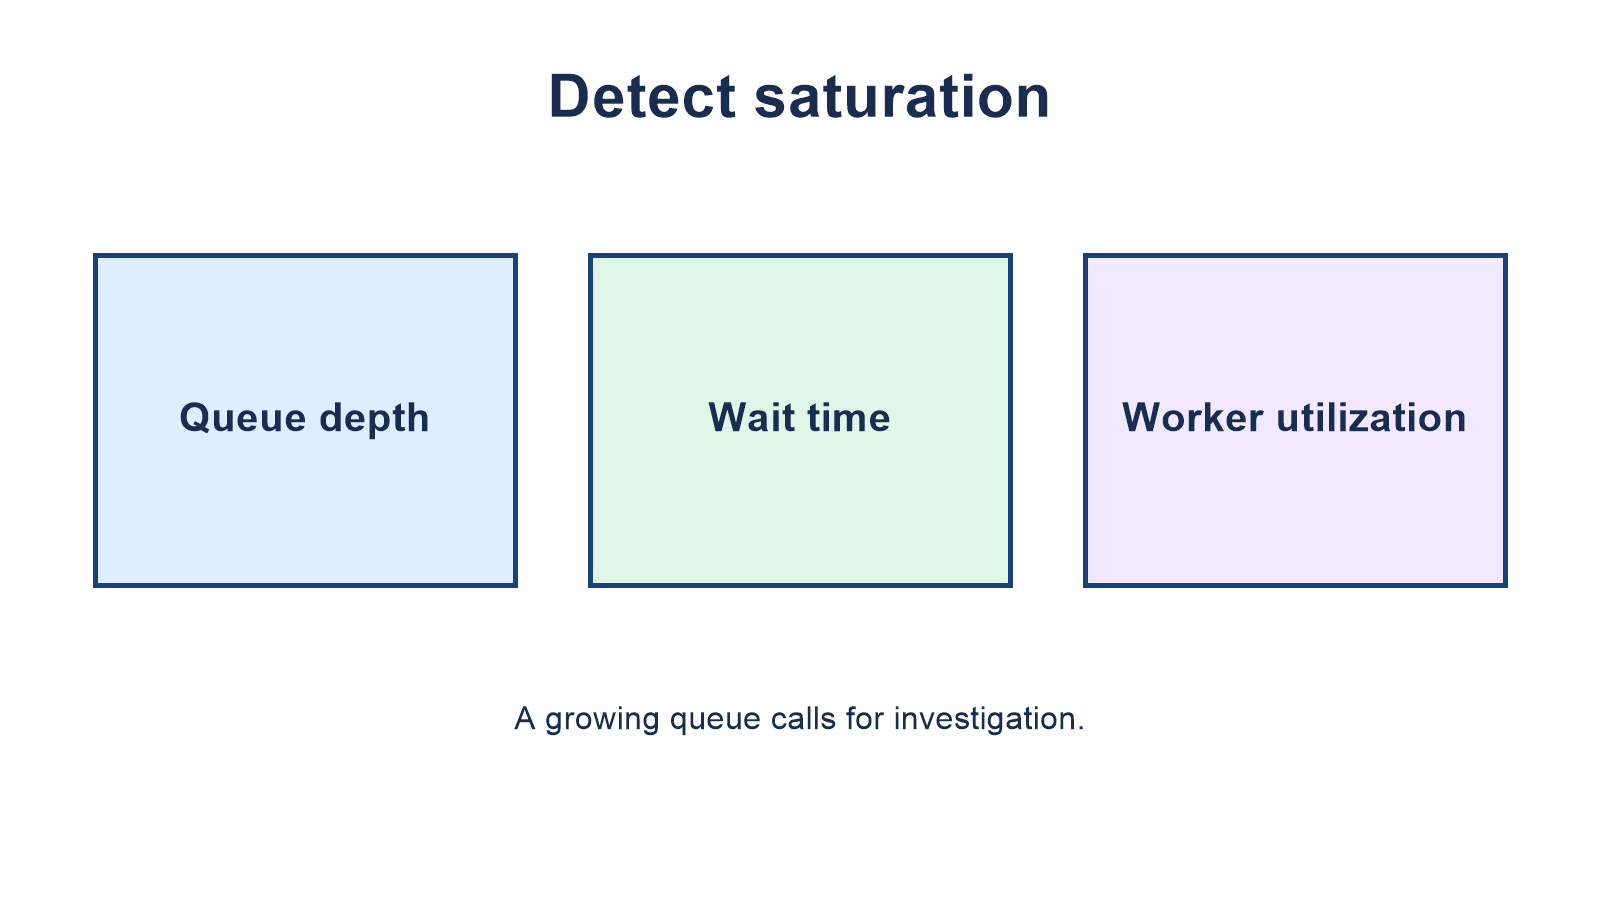 Detect saturation
Queue depth
Wait time
Worker utilization
A growing queue calls for investigation.